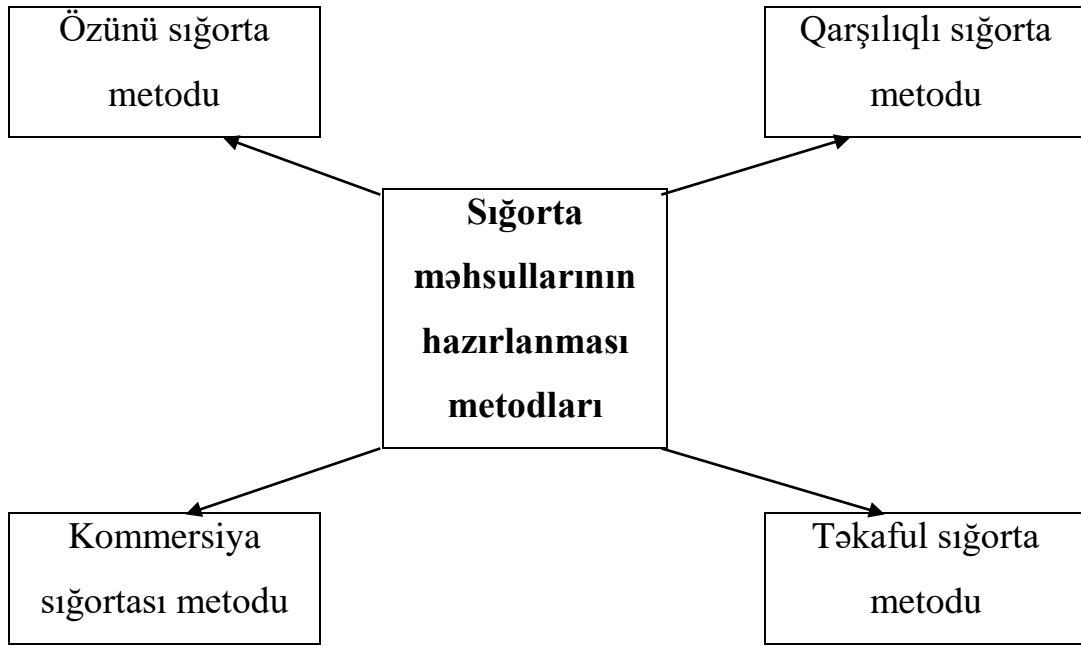 Özünü sığorta
metodu
Qarşılıqlı sığorta
metodu
Sığorta
məhsullarının
hazırlanması
metodları
Kommersiya
sığortası metodu
Təkaful sığorta
metodu